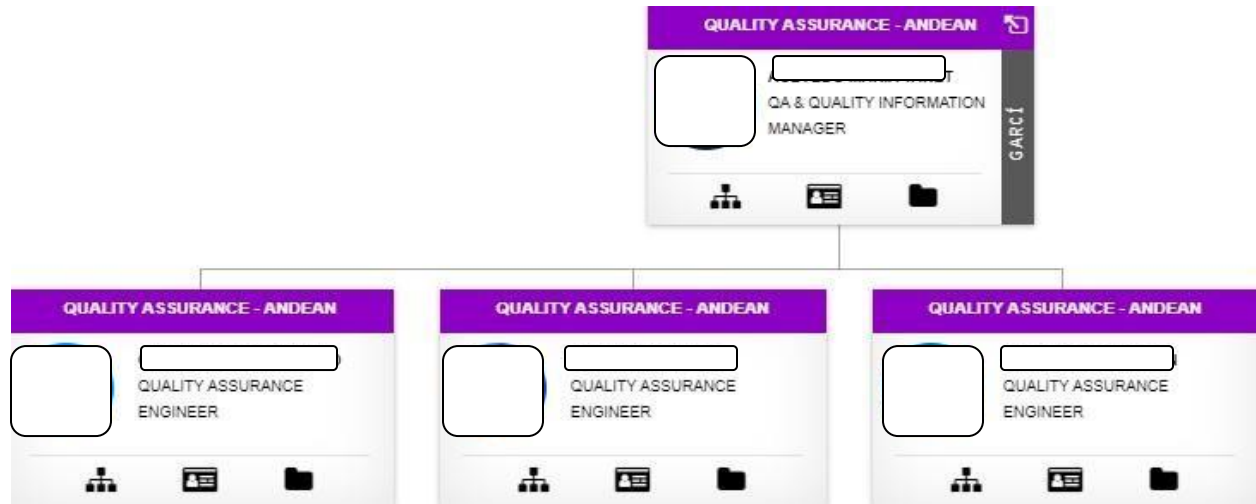 QUALITY ASSURANCE - ANDEAN
QA & QUALITY INFORMATION
MANAGER
GARCÍ
QUALITY ASSURANCE - ANDEAN
QUALITY ASSURANCE
ENGINEER
QUALITY ASSURANCE - ANDEAN
QUALITY ASSURANCE
ENGINEER
QUALITY ASSURANCE - ANDEAN
QUALITY ASSURANCE
ENGINEER